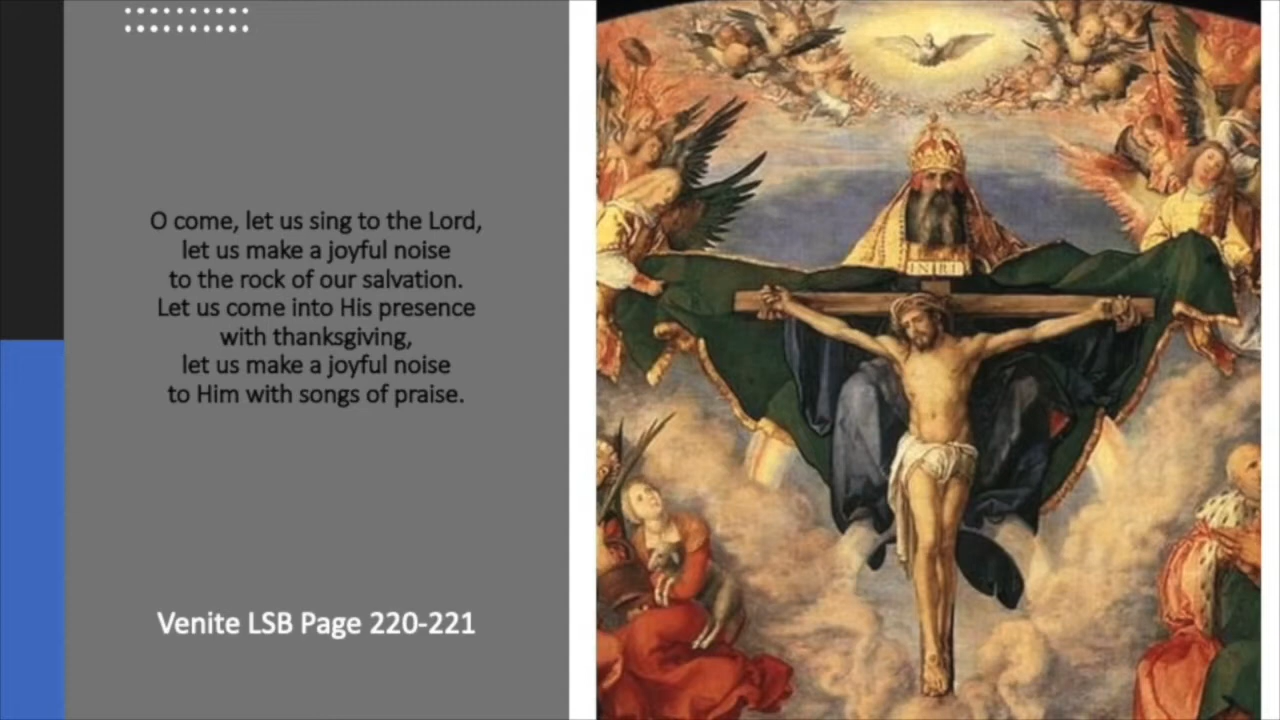 O come, let us sing to the Lord,
let us make a joyful noise
to the rock of our salvation.
Let us come into His presence
with thanksgiving,
let us make a joyful noise
to Him with songs of praise.
Venite LSB Page 220-221
INRI